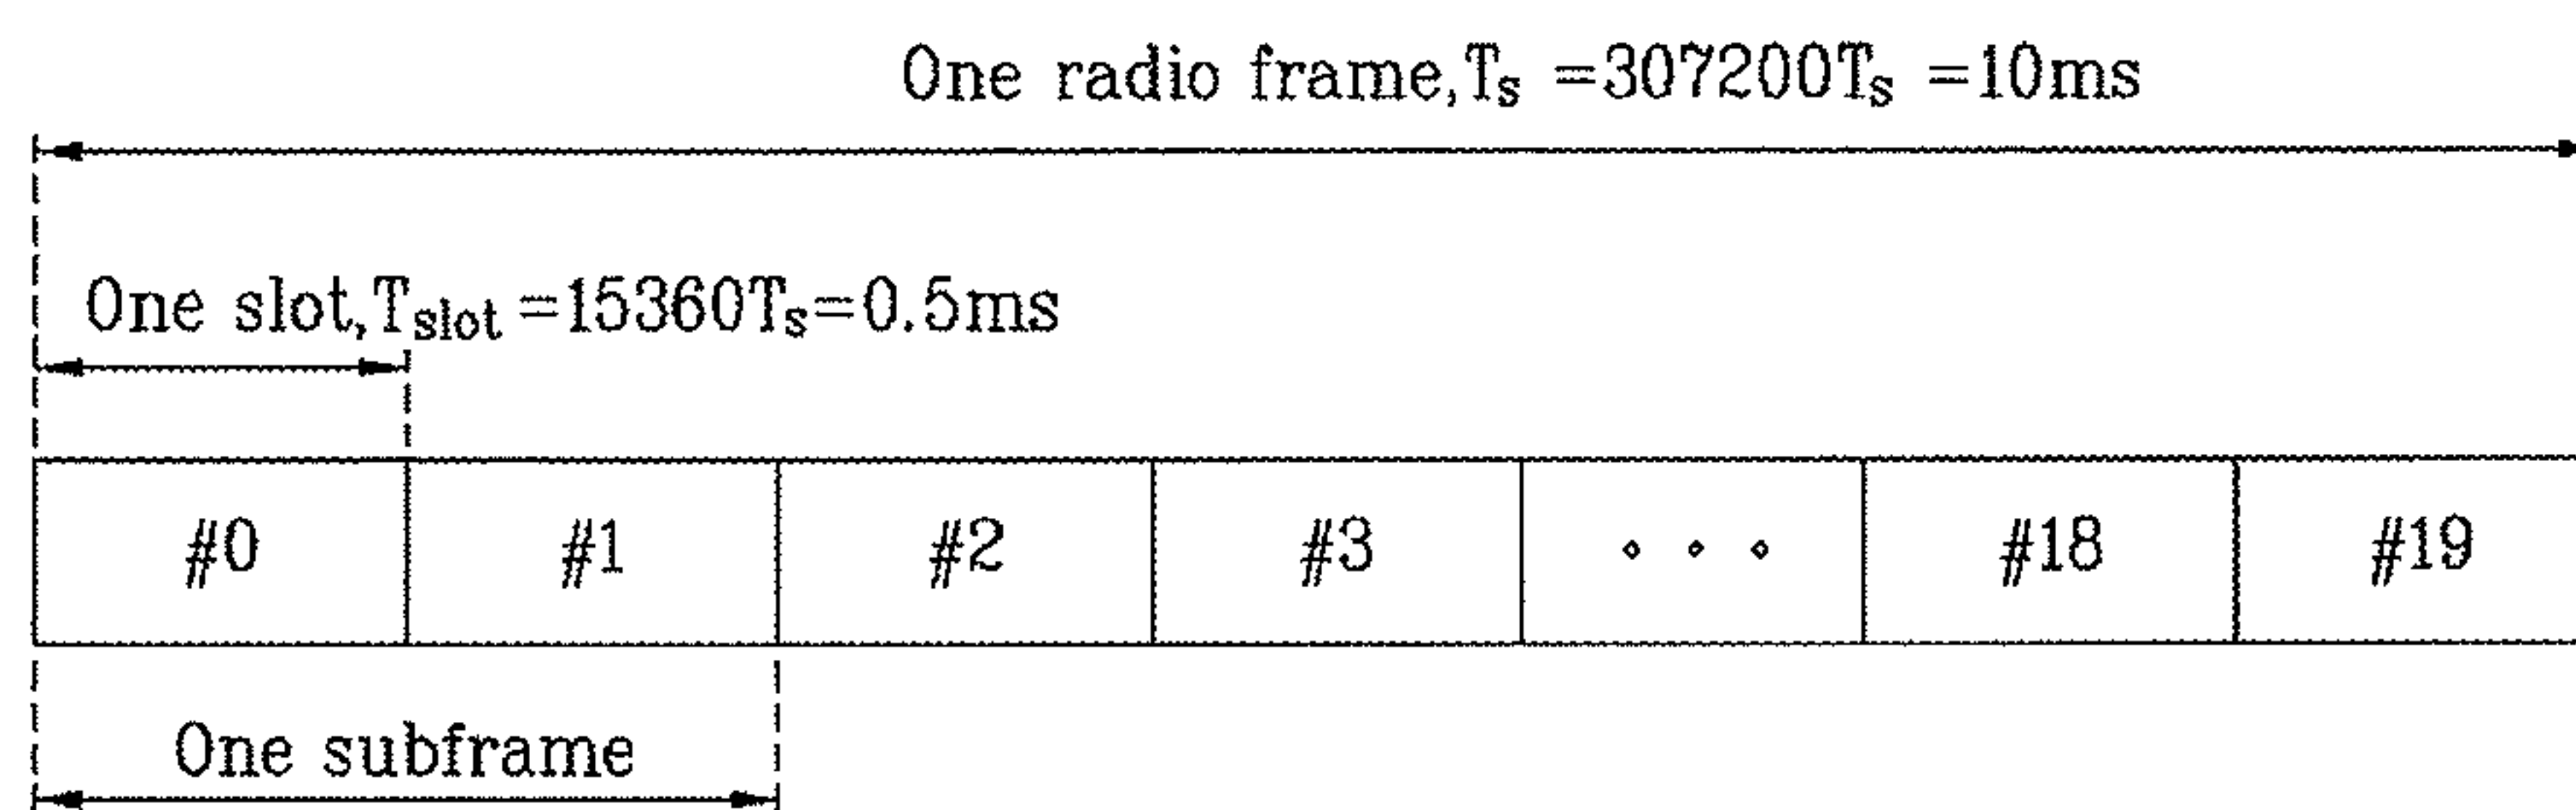 One radio frame,Ts =307200Ts =10ms
One slot,Tslot =15360Ts=0.5ms
#0 #1 #2 #3 ∘ ∘ ∘ #18 #19
One subframe